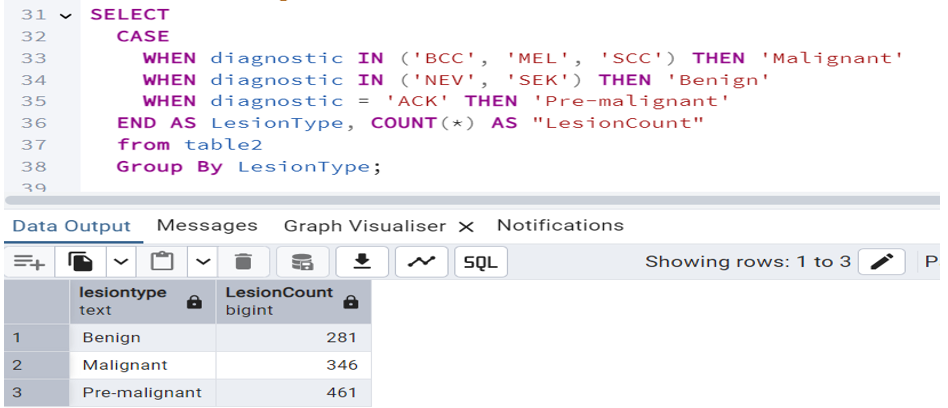 31 SELECT
32 CASE
33 WHEN diagnostic IN ('BCC', 'MEL', 'SCC') THEN 'Malignant'
34 WHEN diagnostic IN ('NEV', 'SEK') THEN 'Benign'
35 WHEN diagnostic = 'ACK' THEN 'Pre-malignant'
36 END AS LesionType, COUNT(*) AS "LesionCount"
37 from table2
38 Group By LesionType;
39
Data Output Messages Graph Visualiser × Notifications
SQL Showing rows: 1 to 3 P
lesiontype LesionCount
text bigint
1 Benign 281
2 Malignant 346
3 Pre-malignant 461